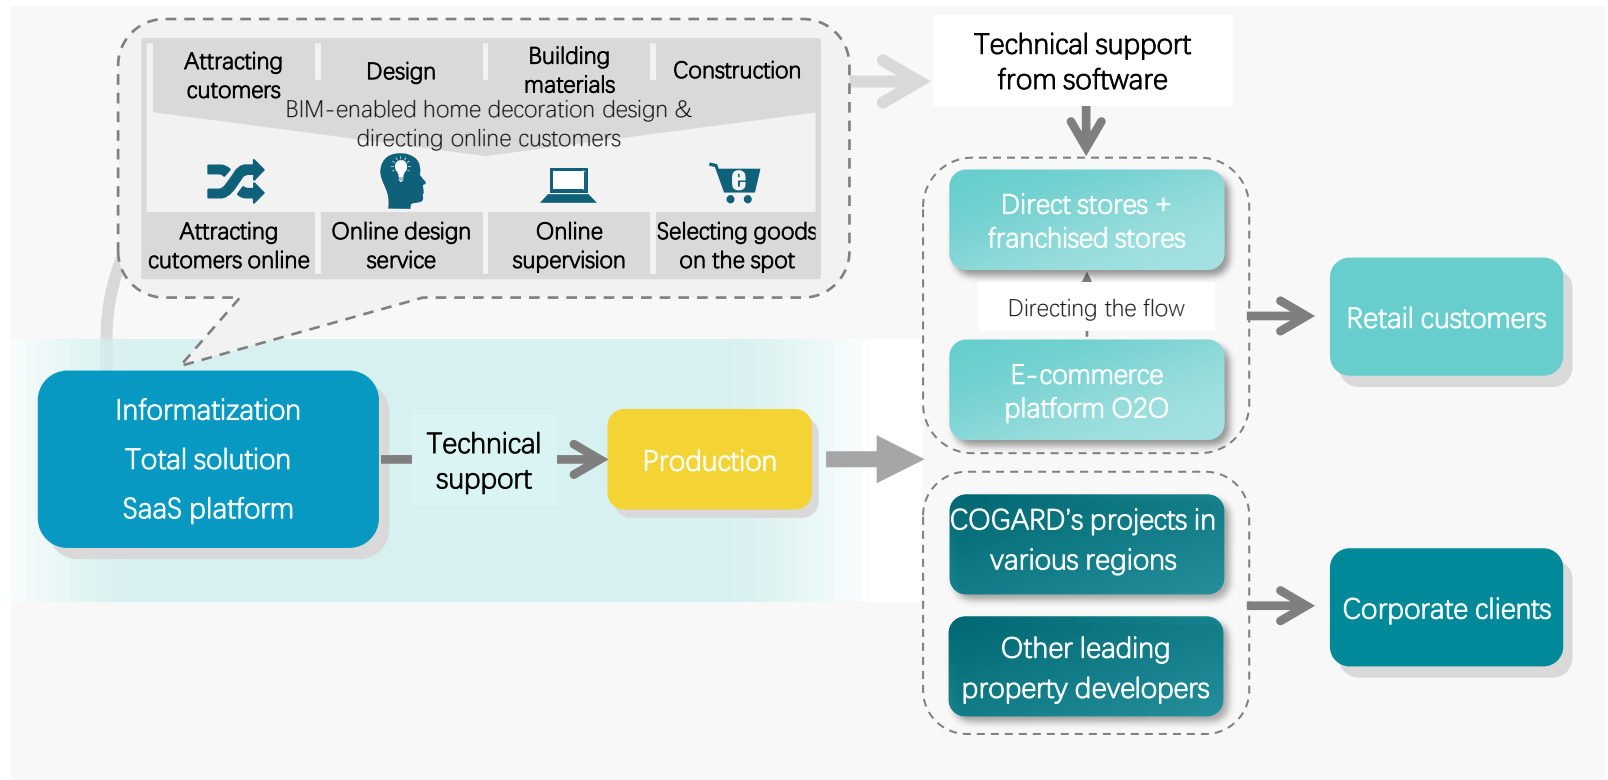 Attracting
cutomers
Design
Building
materials
Construction
BIM-enabled home decoration design &
directing online customers
e
Attracting
cutomers online
Online design
service
Online
supervision
Selecting goods
on the spot
Technical support
from software
Direct stores +
franchised stores
Directing the flow
E-commerce
platform O2O
Retail customers
Informatization
Total solution
SaaS platform
Technical
support
Production
COGARD's projects in
various regions
Other leading
property developers
Corporate clients